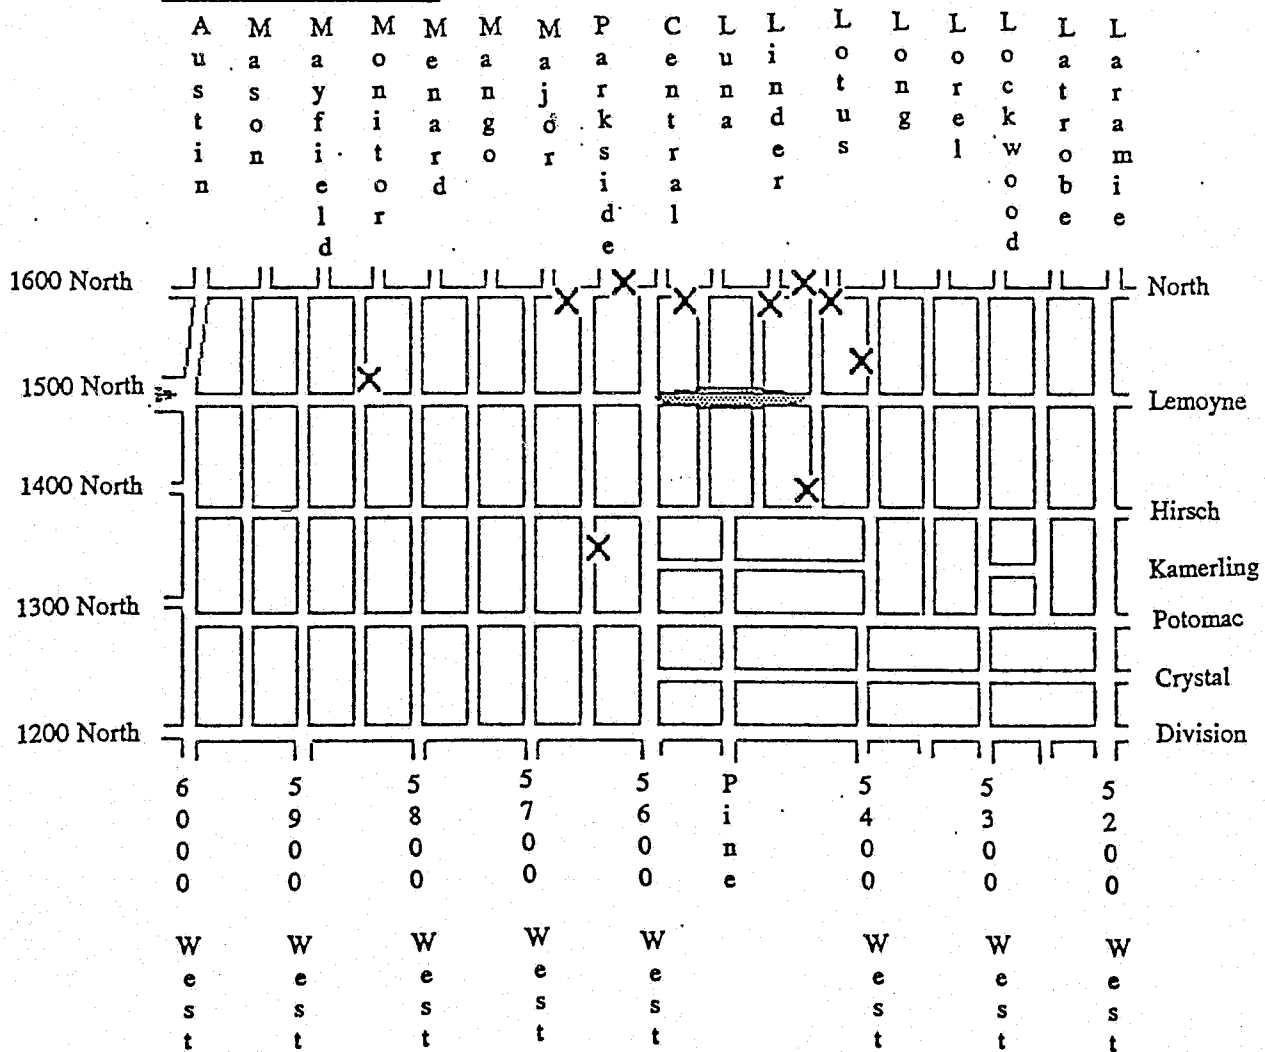 Austin
Mason
Mayfield
Monitor
Menard
Mango
Major
Parkside
Central
Luna
Linder
Lotus
Long
Lorel
Lockwood
Latrobe
Laramie
1600 North
North
1500 North
Lemoyne
1400 North
Hirsch
Kamerling
1300 North
Potomac
Crystal
1200 North
Division
6000 West
5900 West
5800 West
5700 West
5600 West
Pine
5400 West
5300 West
5200 West